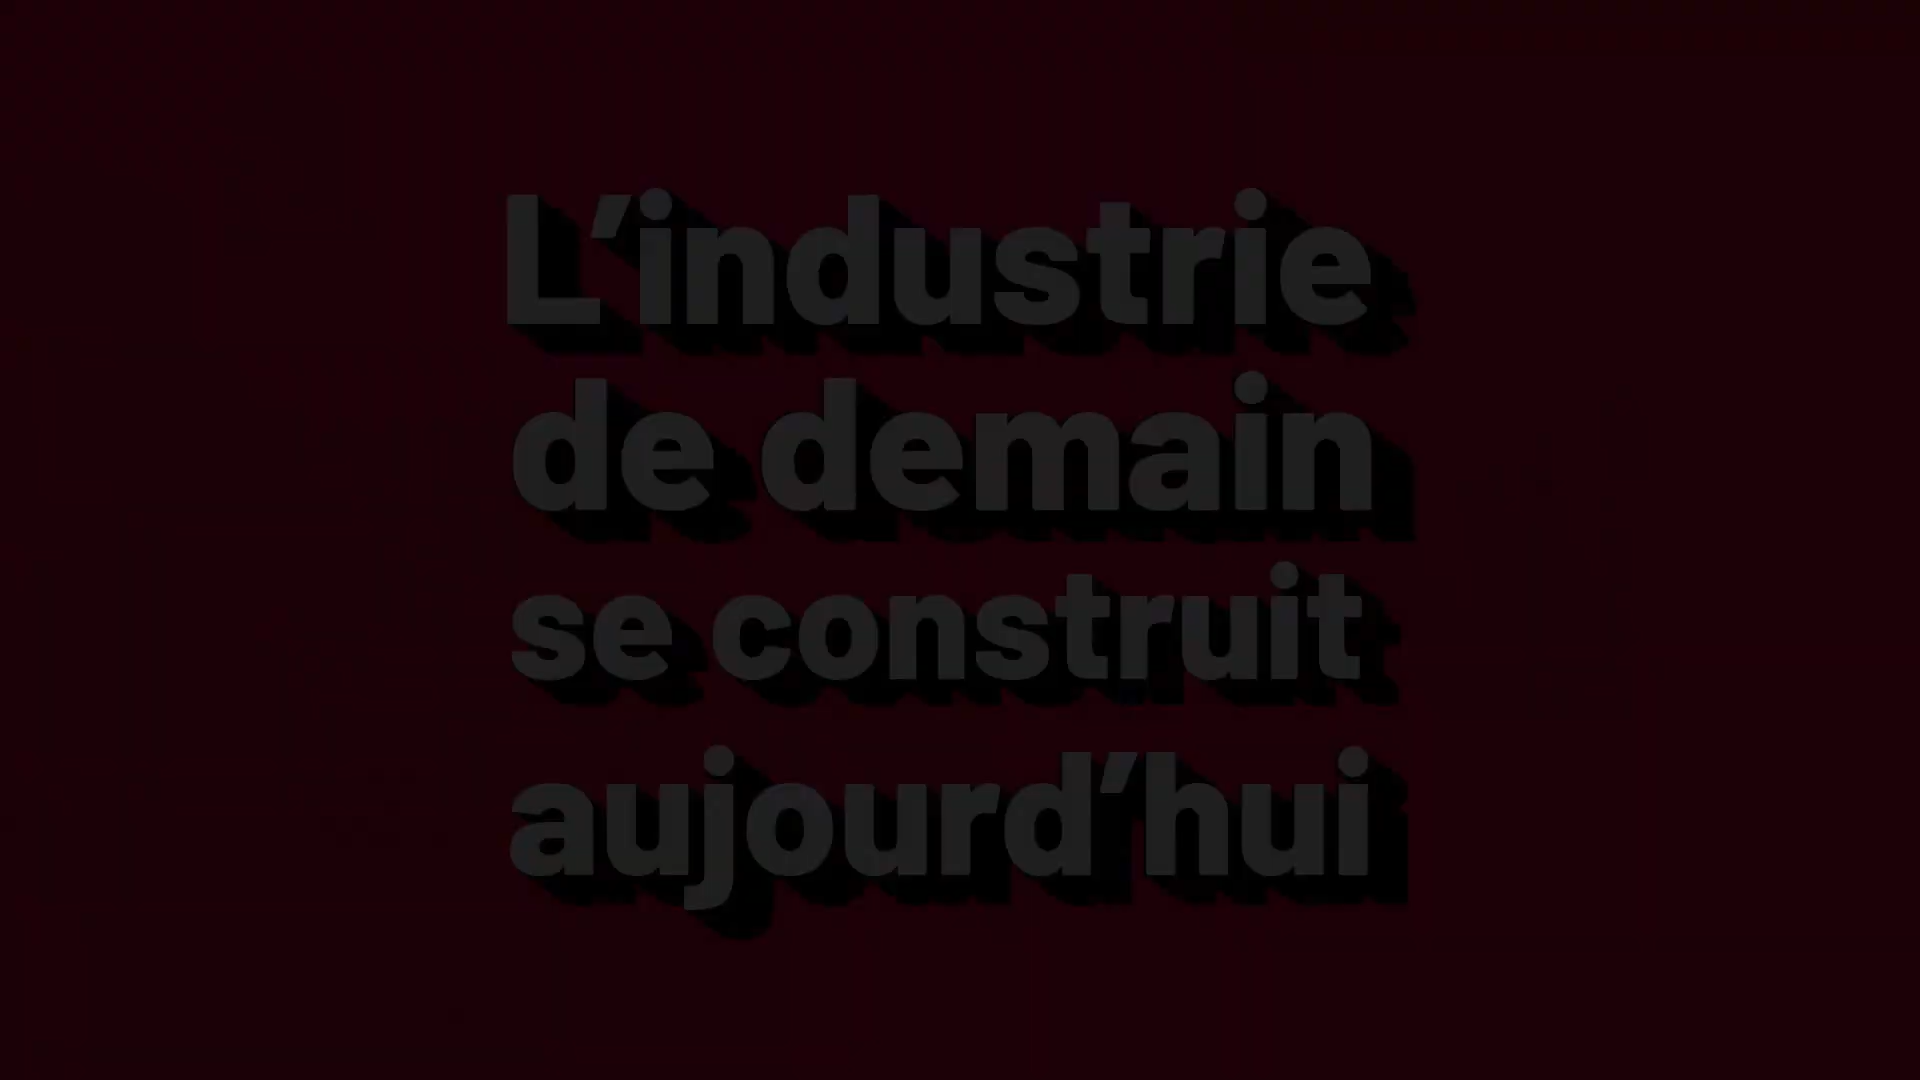 L’industrie
de demain
se construit
aujourd’hui